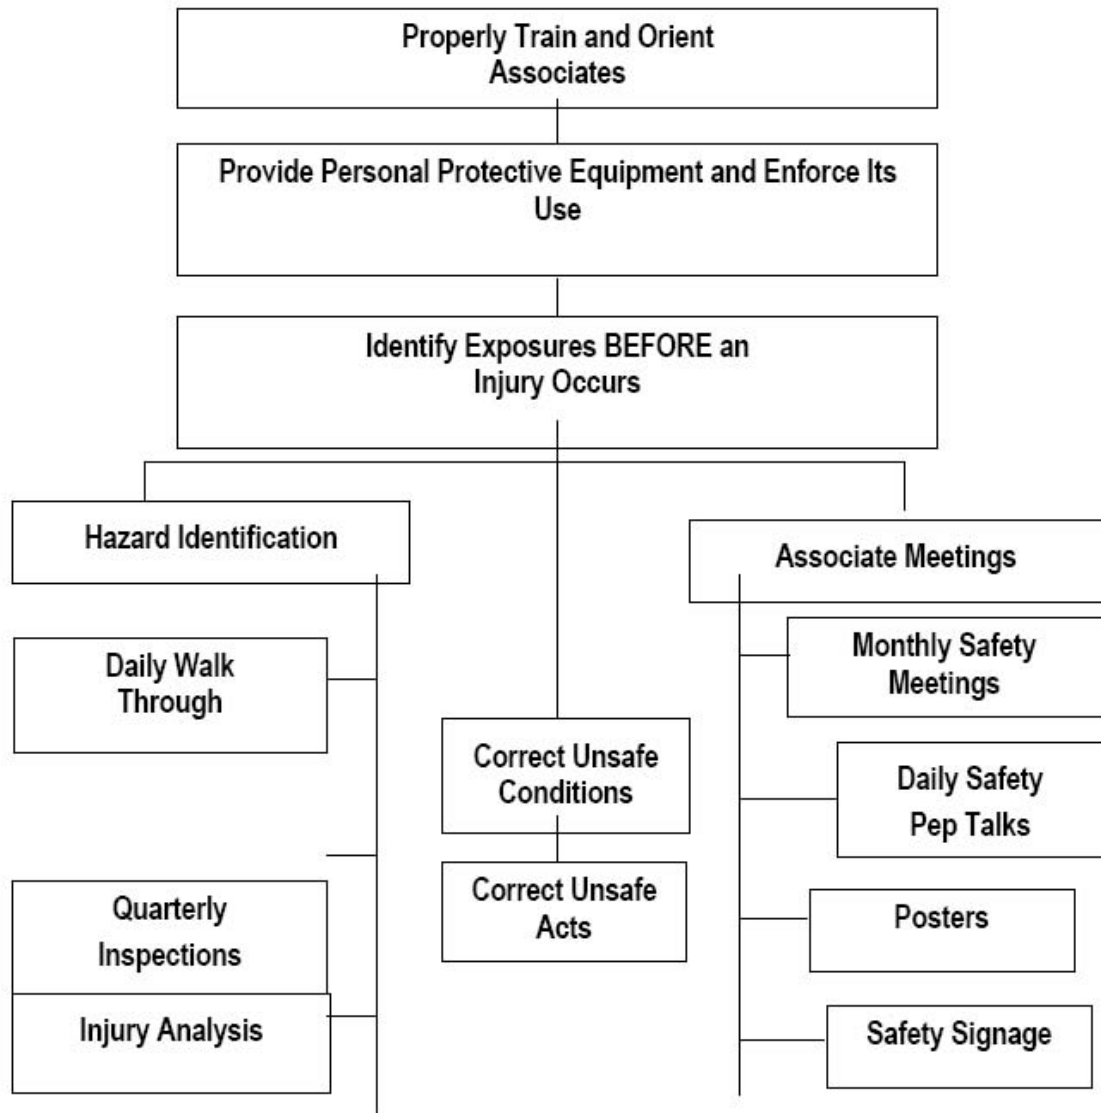 Properly Train and Orient
Associates
Provide Personal Protective Equipment and Enforce Its
Use
Identify Exposures BEFORE an
Injury Occurs
Hazard Identification
Daily Walk
Through
Quarterly
Inspections
Injury Analysis
Correct Unsafe
Conditions
Correct Unsafe
Acts
Associate Meetings
Monthly Safety
Meetings
Daily Safety
Pep Talks
Posters
Safety Signage